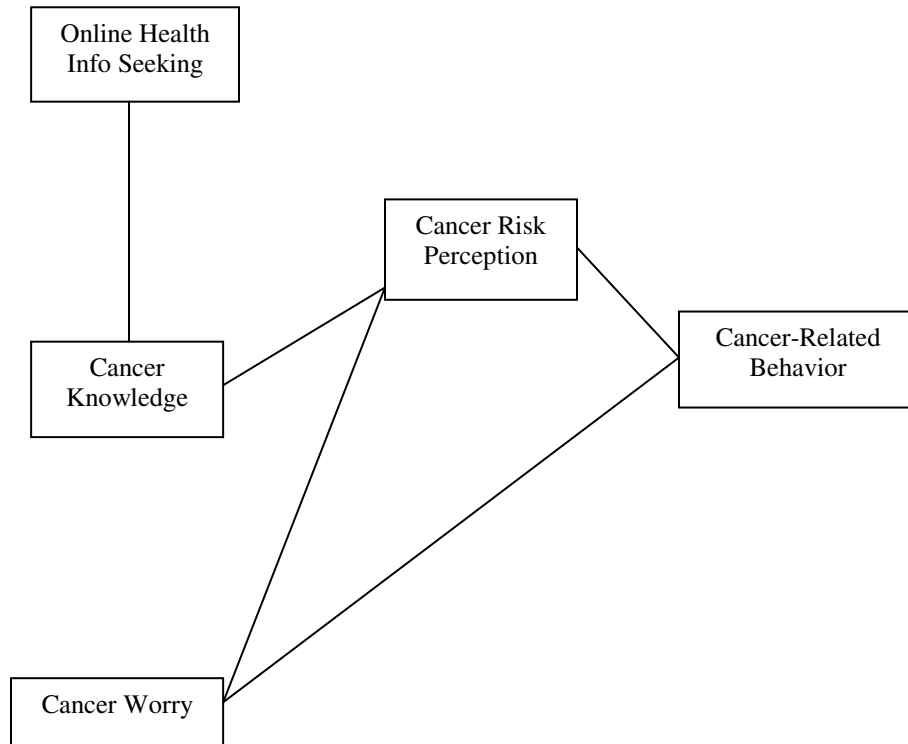 Online Health
Info Seeking
Cancer Risk
Perception
Cancer-Related
Behavior
Cancer
Knowledge
Cancer Worry